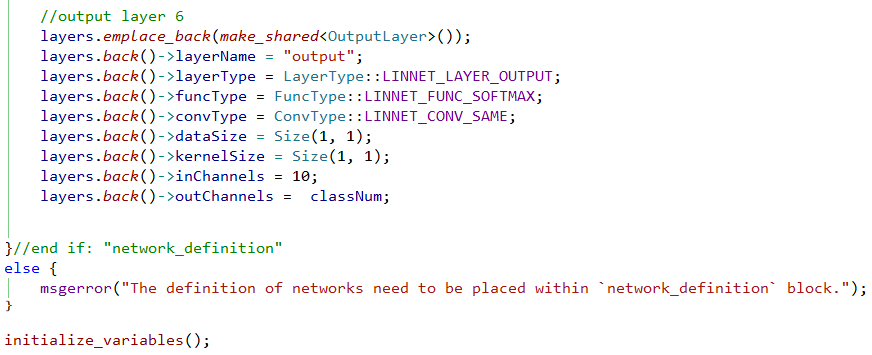 //output layer 6
layers.emplace_back(make_shared<OutputLayer>());
layers.back()->layerName = "output";
layers.back()->layerType = LayerType::LINNET_LAYER_OUTPUT;
layers.back()->funcType = FuncType::LINNET_FUNC_SOFTMAX;
layers.back()->convType = ConvType::LINNET_CONV_SAME;
layers.back()->dataSize = Size(1, 1);
layers.back()->kernelSize = Size(1, 1);
layers.back()->inChannels = 10;
layers.back()->outChannels =  classNum;
}//end if: "network_definition"
else {
msgerror("The definition of networks need to be placed within `network_definition` block.");
}
initialize_variables();